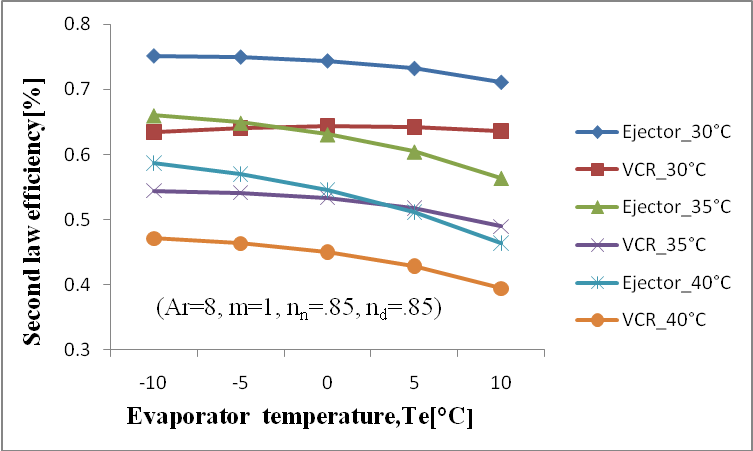 0.8
0.7
0.6
0.5
0.4
0.3
Second law efficiency[%]
(Ar=8, m=1, nn=.85, nd=.85)
-10 -5 0 5 10
Evaporator temperature,Te[°C]
Ejector_30°C
VCR_30°C
Ejector_35°C
VCR_35°C
Ejector_40°C
VCR_40°C